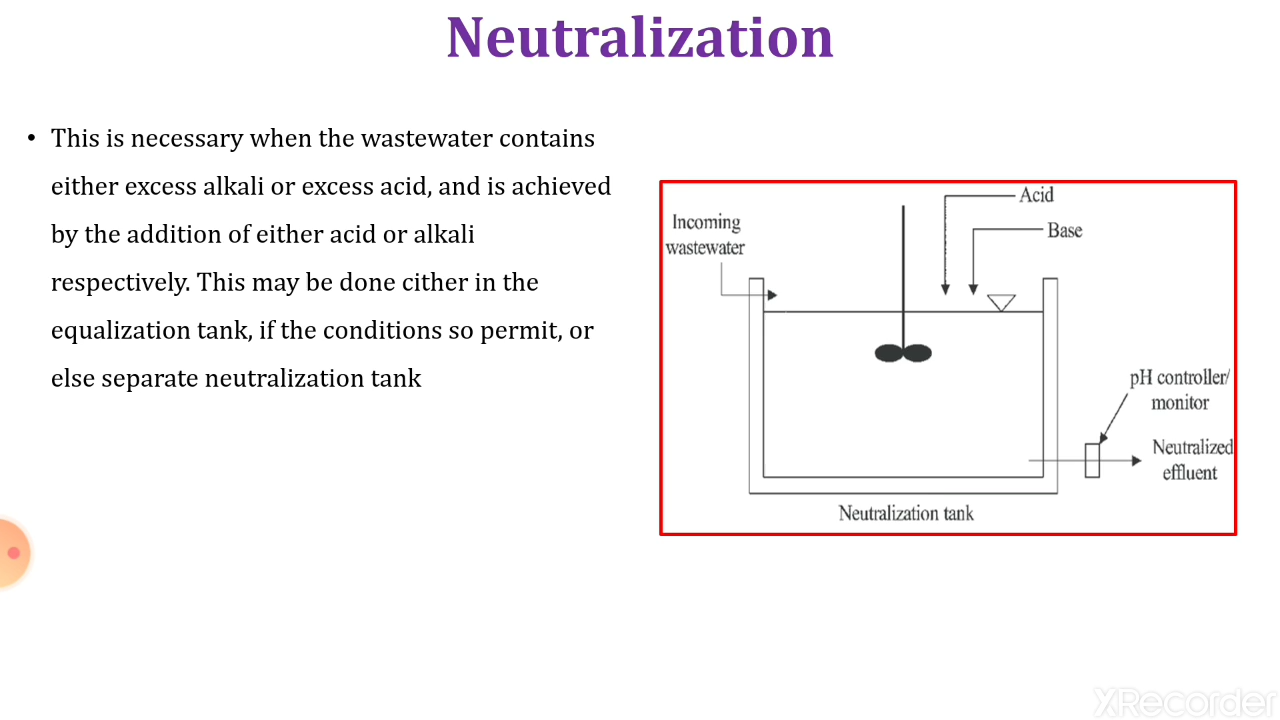 Neutralization
• This is necessary when the wastewater contains
either excess alkali or excess acid, and is achieved
by the addition of either acid or alkali
respectively. This may be done cither in the
equalization tank, if the conditions so permit, or
else separate neutralization tank
Acid
Incoming
wastewater
Base
pH controller/
monitor
Neutralized
effluent
Neutralization tank
XRecorder